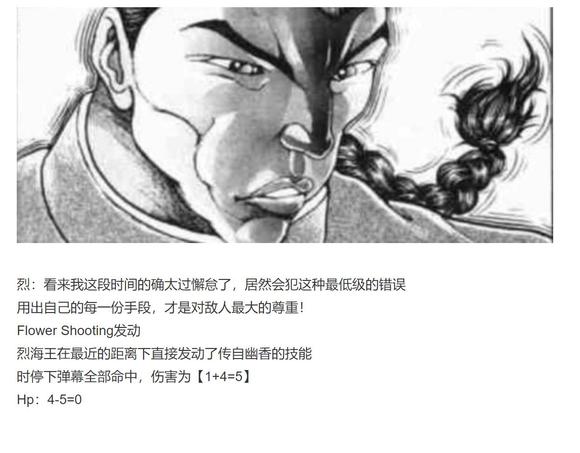 烈：看来我这段时间的确太过懈怠了，居然会犯这种最低级的错误
用出自己的每一份手段，才是对敌人最大的尊重！
Flower Shooting发动
烈海王在最近的距离下直接发动了传自幽香的技能
时停下弹幕全部命中，伤害为【1+4=5】
Hp：4-5=0